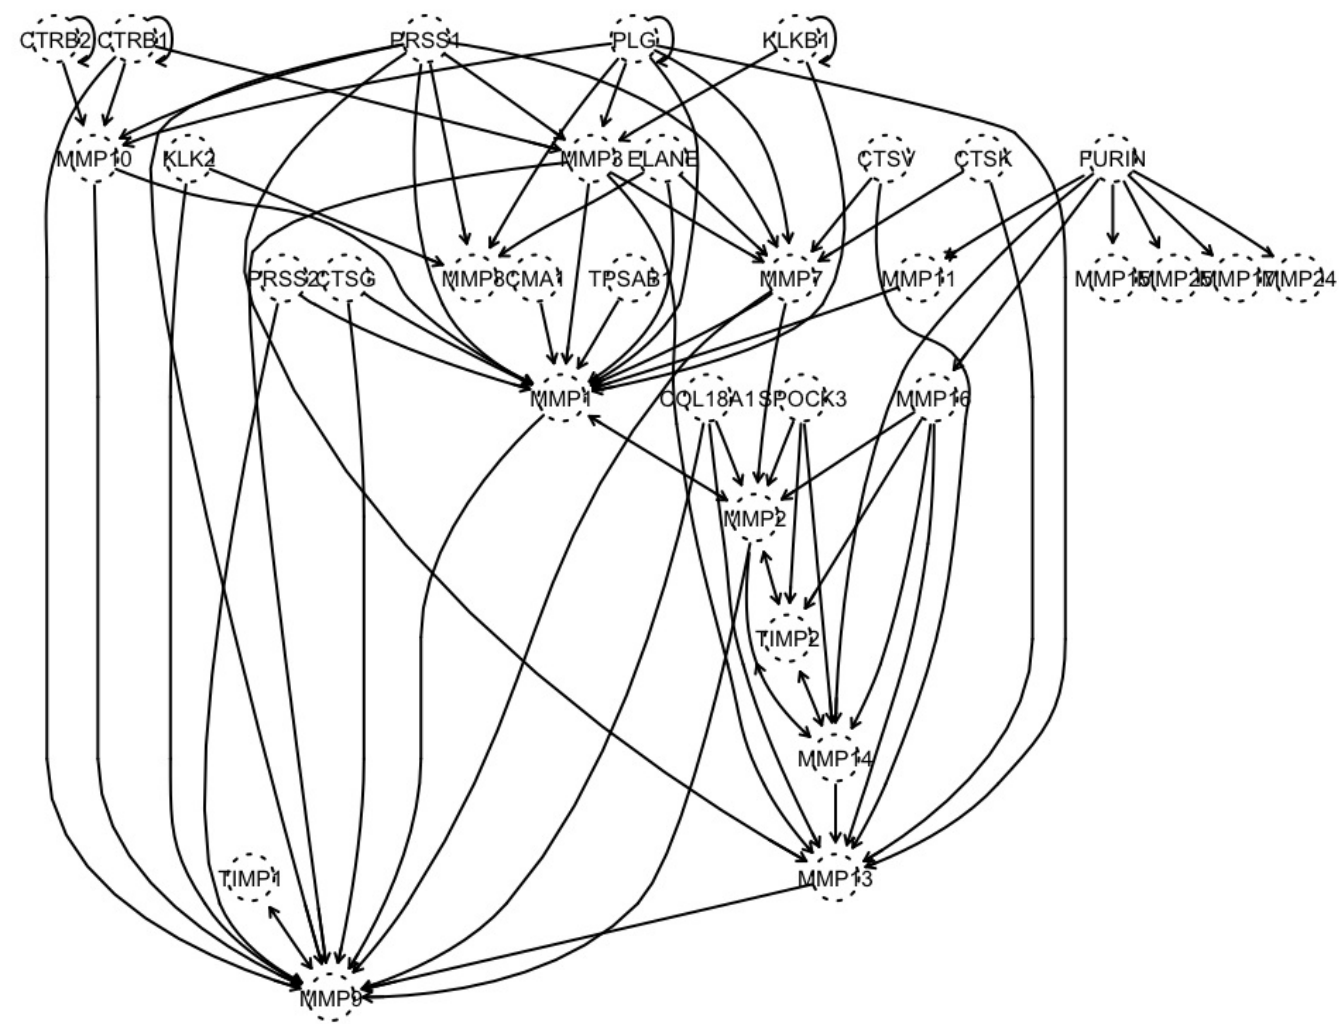 CTRB2 CTRB1 PRSS1 PLG KLKB1
MMP10 KLK2 MMP3 ELANE CTSV CTSK FURIN
PRSS2 CTSG MMP8 CMA1 TPSAB1 MMP7 MMP11 MMP15 MMP25 MMP17 MMP24
MMP1 COL18A1 SPOCK3 MMP16
MMP2
TIMP2
MMP14
TIMP1 MMP13
MMP9